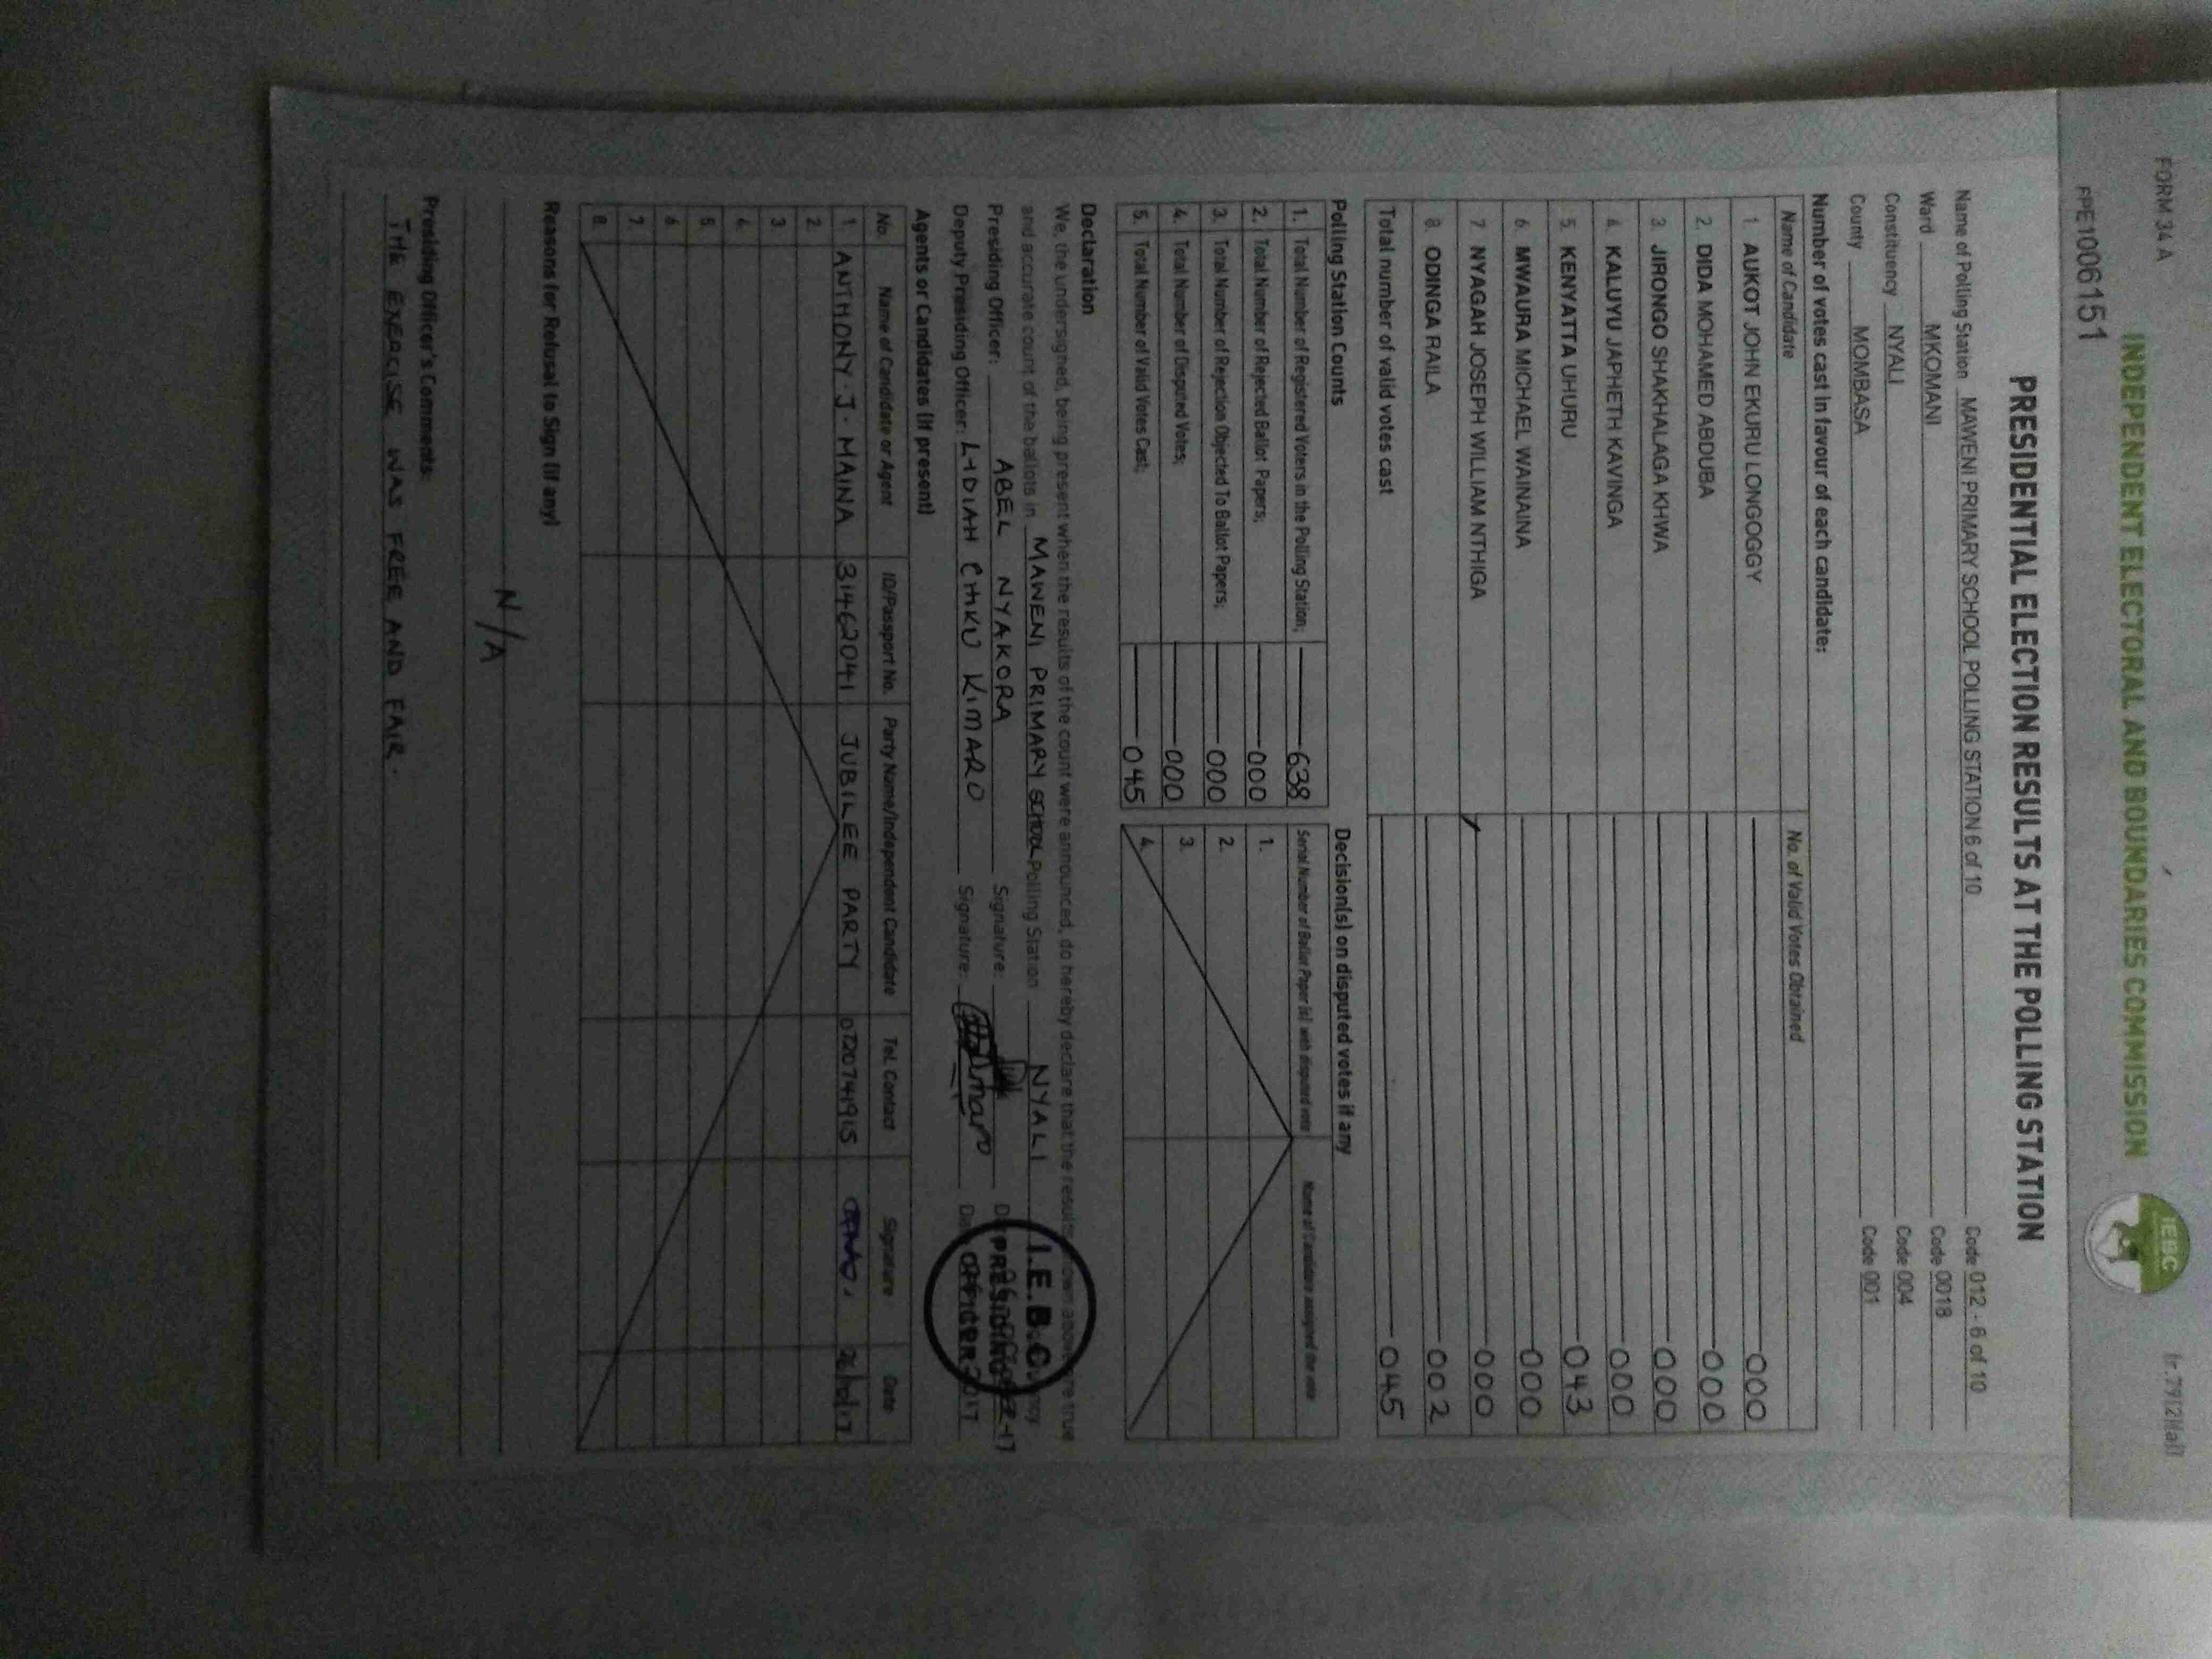 FORM 34 A
INDEPENDENT ELECTORAL AND BOUNDARIES COMMISSION
IEBC
(r.79(2)(a))
PPE1006151
PRESIDENTIAL ELECTION RESULTS AT THE POLLING STATION
Name of Polling Station MAWENI PRIMARY SCHOOL POLLING STATION 6 of 10 Code 012 - 6 of 10
Ward MKOMANI Code 0018
Constituency NYALI Code 004
County MOMBASA Code 001
Number of votes cast in favour of each candidate:
Name of Candidate No. of Valid Votes Obtained
1. AUKOT JOHN EKURU LONGOGGY 000
2. DIDA MOHAMED ABDUBA 000
3 JIRONGO SHAKHALAGA KHWA 000
4 KALUYU JAPHETH KAVINGA 000
5. KENYATTA UHURU 043
6 MWAURA MICHAEL WAINAINA 000
7 NYAGAH JOSEPH WILLIAM NTHIGA 000
8 ODINGA RAILA 002
Total number of valid votes cast 045
Polling Station Counts
1. Total Number of Registered Voters in the Polling Station; 638
2. Total Number of Rejected Ballot Papers; 000
3. Total Number of Rejection Objected To Ballot Papers; 000
4. Total Number of Disputed Votes; 000
5. Total Number of Valid Votes Cast; 045
Decision(s) on disputed votes if any
Serial Number of Ballot Paper (s) with disputed vote Name of Candidate assigned the vote
1.
2.
3.
4.
Declaration
We, the undersigned, being present when the results of the count were announced, do hereby declare that the results shown above are true
and accurate count of the ballots in MAWENI PRIMARY SCHOOL Polling Station NYALI
Presiding Officer: ABEL NYAKORA Signature:
Deputy Presiding Officer: LYDIAH CHKU KIMARO Signature: Kimaro
I.E.B.C
PRESIDING
OFFICER
Agents or Candidates (if present)
No. Name of Candidate or Agent ID/Passport No. Party Name/Independent Candidate Tel. Contact Signature Date
1. ANTHONY . J . MAINA 31462041 JUBILEE PARTY 0720741915 26/10/17
2
3
4
5
6
7
8
Reasons for Refusal to Sign (if any)
N/A
Presiding Officer's Comments:
THE EXERCISE WAS FREE AND FAIR.